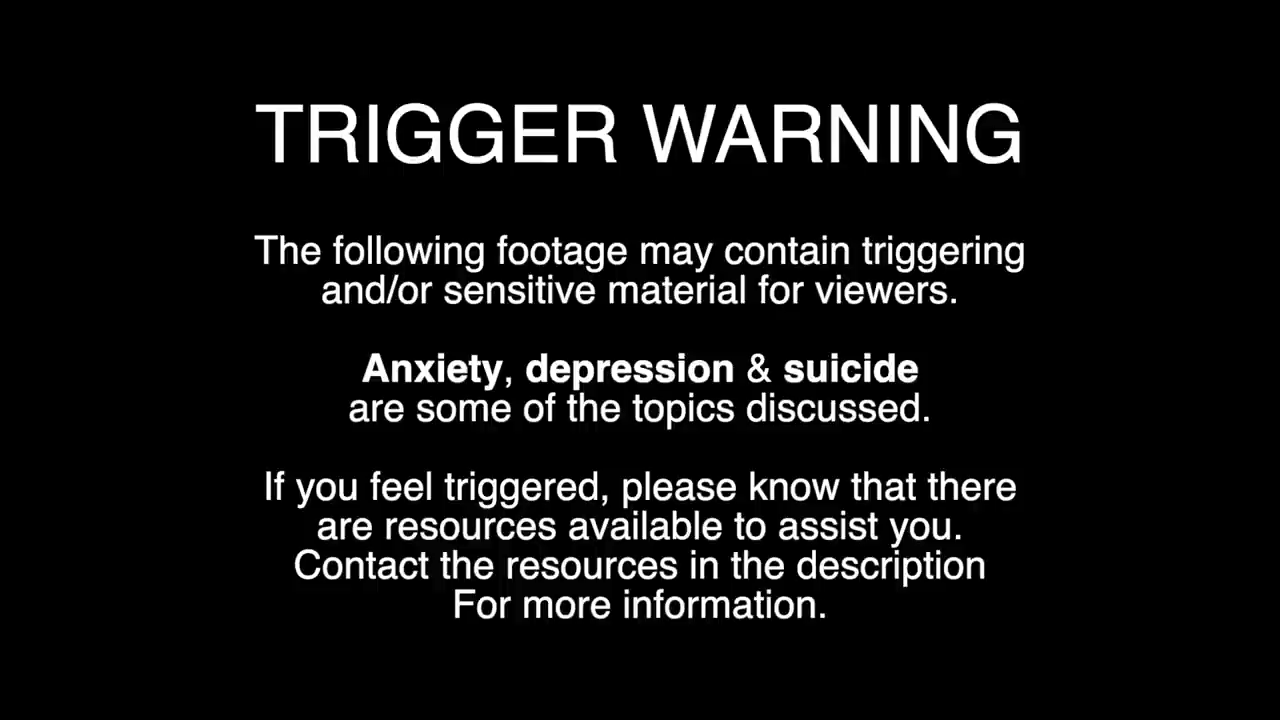 TRIGGER WARNING
The following footage may contain triggering
and/or sensitive material for viewers.
Anxiety, depression & suicide
are some of the topics discussed.
If you feel triggered, please know that there
are resources available to assist you.
Contact the resources in the description
For more information.